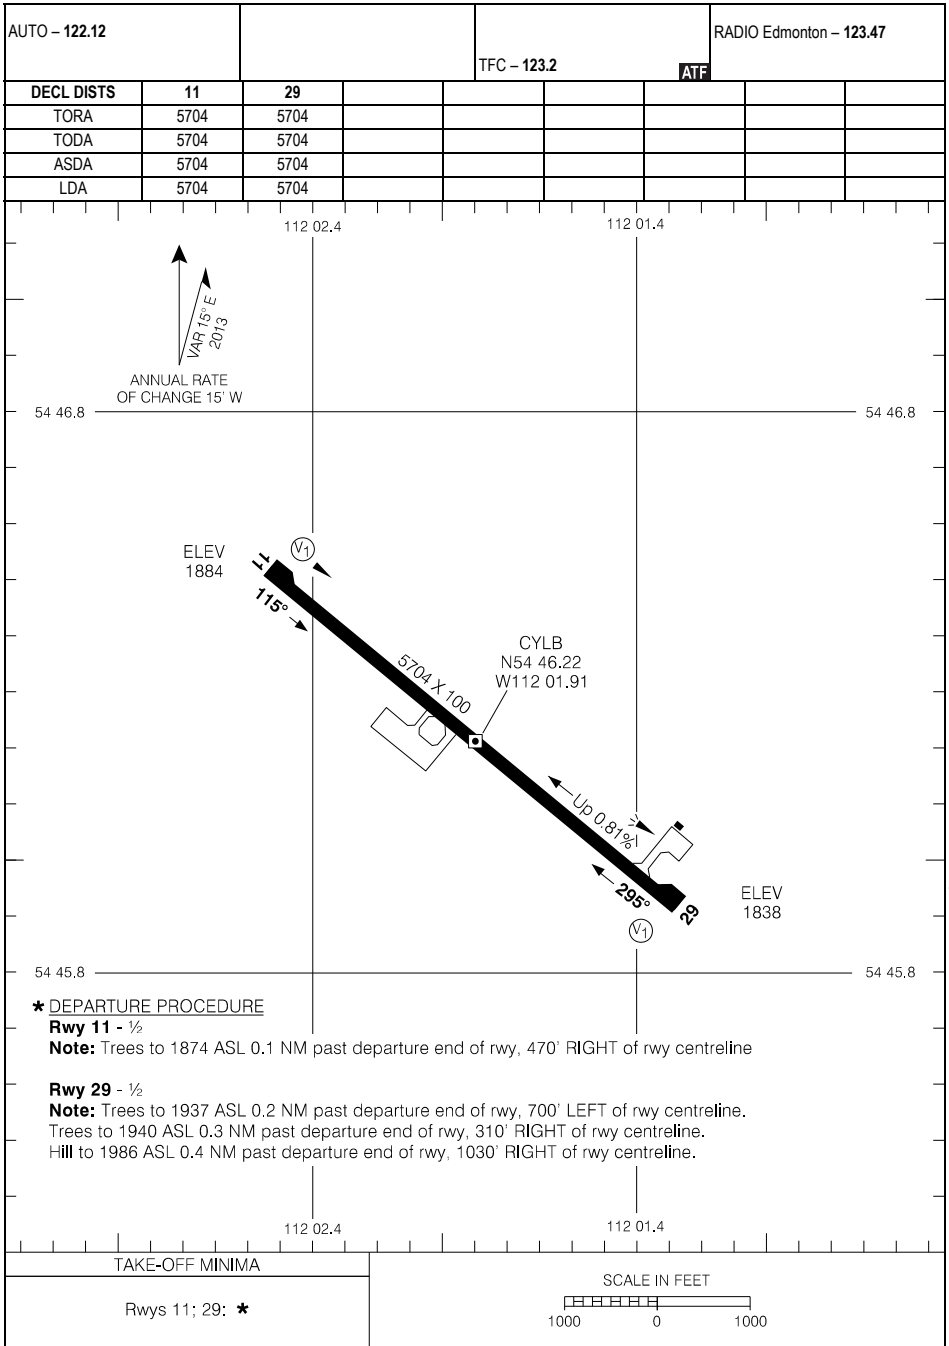 AUTO – 122.12
RADIO Edmonton – 123.47
TFC – 123.2
ATF
DECL DISTS 11 29
TORA 5704 5704
TODA 5704 5704
ASDA 5704 5704
LDA 5704 5704
112 02.4 112 01.4
VAR 15° E
2013
ANNUAL RATE
OF CHANGE 15' W
54 46.8 54 46.8
ELEV
1884
11
V1
115°
CYLB
N54 46.22
W112 01.91
5704 X 100
Up 0.81%
295°
29
V1
ELEV
1838
54 45.8 54 45.8
* DEPARTURE PROCEDURE
Rwy 11 - ½
Note: Trees to 1874 ASL 0.1 NM past departure end of rwy, 470' RIGHT of rwy centreline
Rwy 29 - ½
Note: Trees to 1937 ASL 0.2 NM past departure end of rwy, 700' LEFT of rwy centreline.
Trees to 1940 ASL 0.3 NM past departure end of rwy, 310' RIGHT of rwy centreline.
Hill to 1986 ASL 0.4 NM past departure end of rwy, 1030' RIGHT of rwy centreline.
112 02.4 112 01.4
TAKE-OFF MINIMA
Rwys 11; 29: *
SCALE IN FEET
1000 0 1000